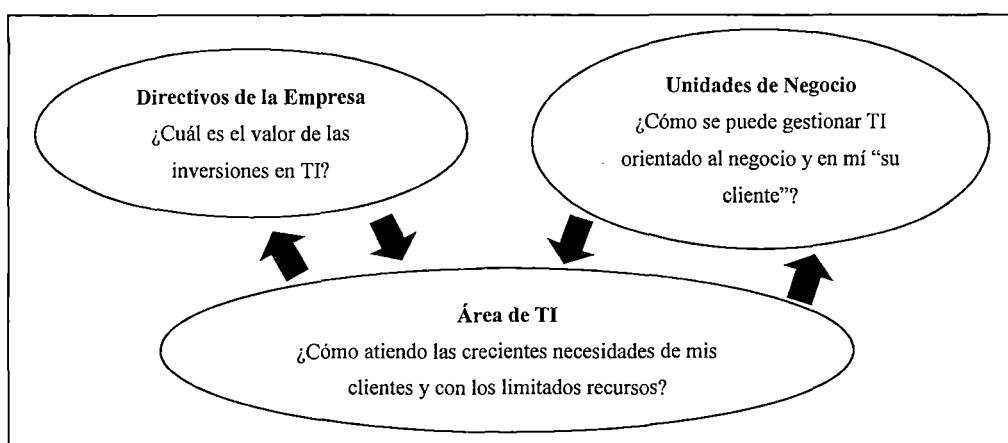 Directivos de la Empresa
¿Cuál es el valor de las
inversiones en TI?
Unidades de Negocio
¿Cómo se puede gestionar TI
orientado al negocio y en mí “su
cliente”?
Área de TI
¿Cómo atiendo las crecientes necesidades de mis
clientes y con los limitados recursos?